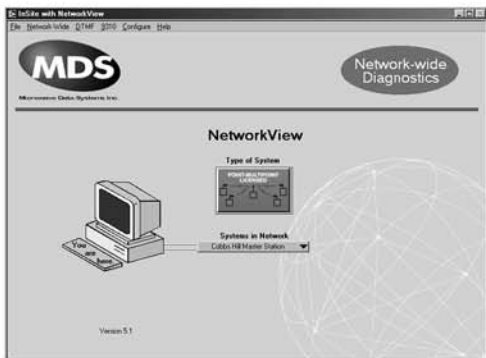 InSite with NetworkView
File Network-Wide DTMF 9810 Configure Help
MDS
Microwave Data Systems Inc.
Network-wide
Diagnostics
NetworkView
Type of System
POINT-MULTIPOINT
LICENSED
You
are
here
Systems in Network
Cobbs Hill Master Station
Version 5.1